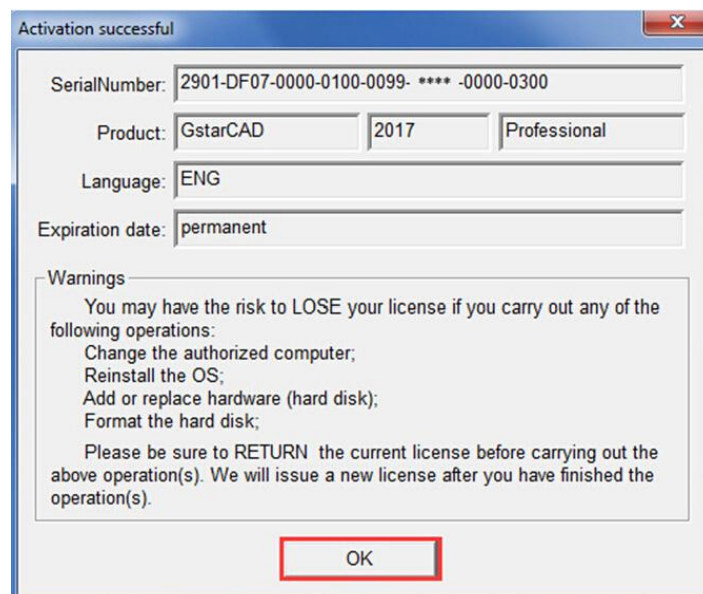 Activation successful
x
SerialNumber: 2901-DF07-0000-0100-0099- **** -0000-0300
Product: GstarCAD 2017 Professional
Language: ENG
Expiration date: permanent
Warnings
You may have the risk to LOSE your license if you carry out any of the
following operations:
Change the authorized computer;
Reinstall the OS;
Add or replace hardware (hard disk);
Format the hard disk;
Please be sure to RETURN the current license before carrying out the
above operation(s). We will issue a new license after you have finished the
operation(s).
OK